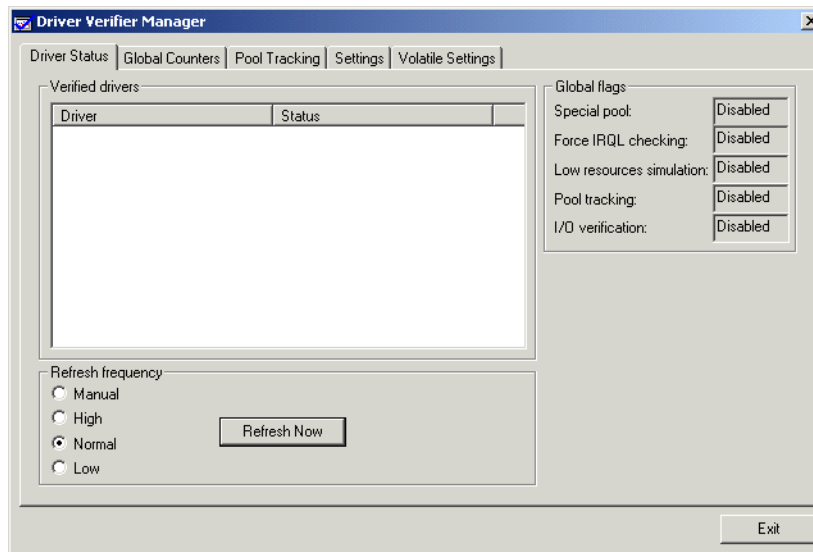 Driver Verifier Manager
Driver Status Global Counters Pool Tracking Settings Volatile Settings
Verified drivers
Driver Status
Global flags
Special pool: Disabled
Force IRQL checking: Disabled
Low resources simulation: Disabled
Pool tracking: Disabled
I/O verification: Disabled
Refresh frequency
Manual
High
Normal
Low
Refresh Now
Exit